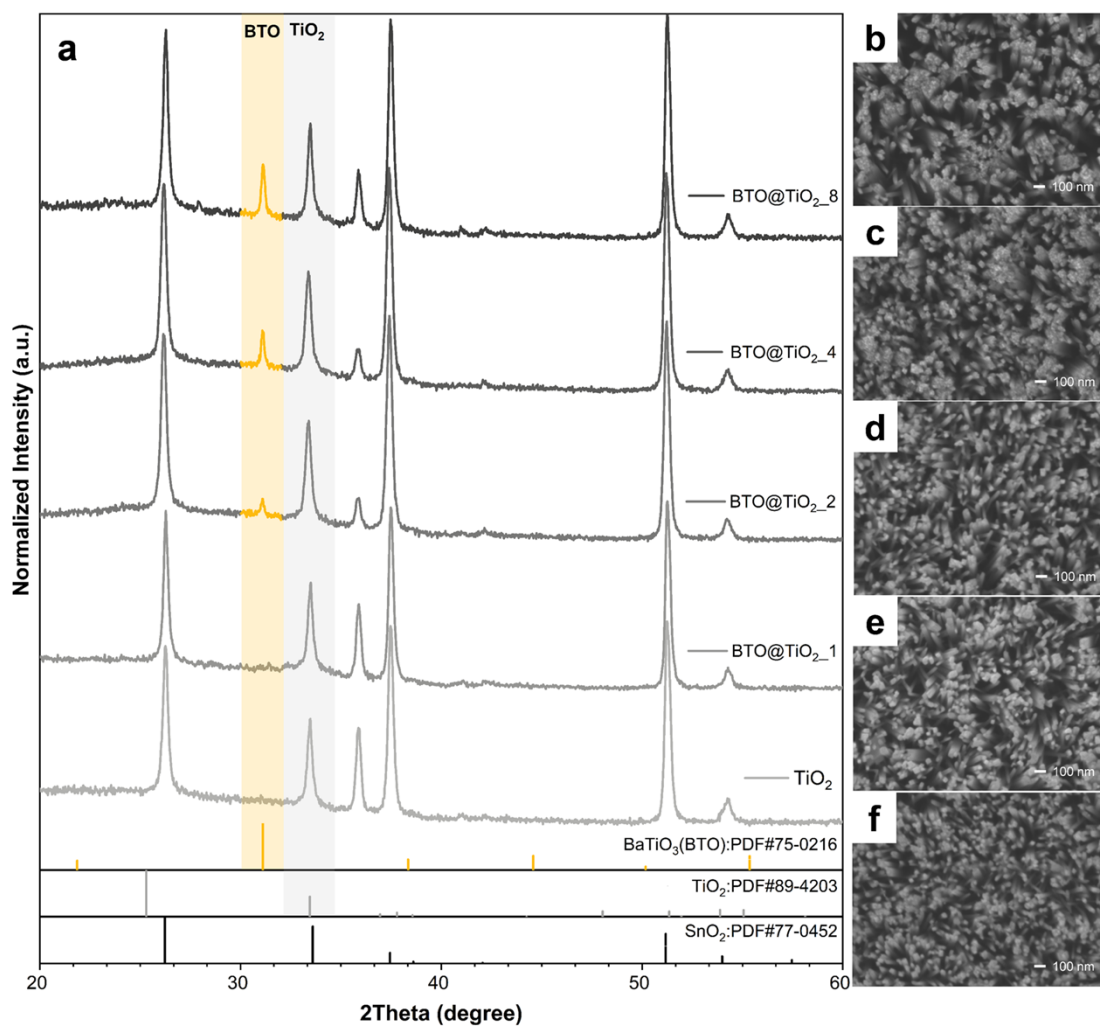 a
BTO
TiO₂
Normalized Intensity (a.u.)
BTO@TiO₂_8
BTO@TiO₂_4
BTO@TiO₂_2
BTO@TiO₂_1
TiO₂
BaTiO₃(BTO):PDF#75-0216
TiO₂:PDF#89-4203
SnO₂:PDF#77-0452
20
30
40
50
60
2Theta (degree)
b
100 nm
c
100 nm
d
100 nm
e
100 nm
f
100 nm